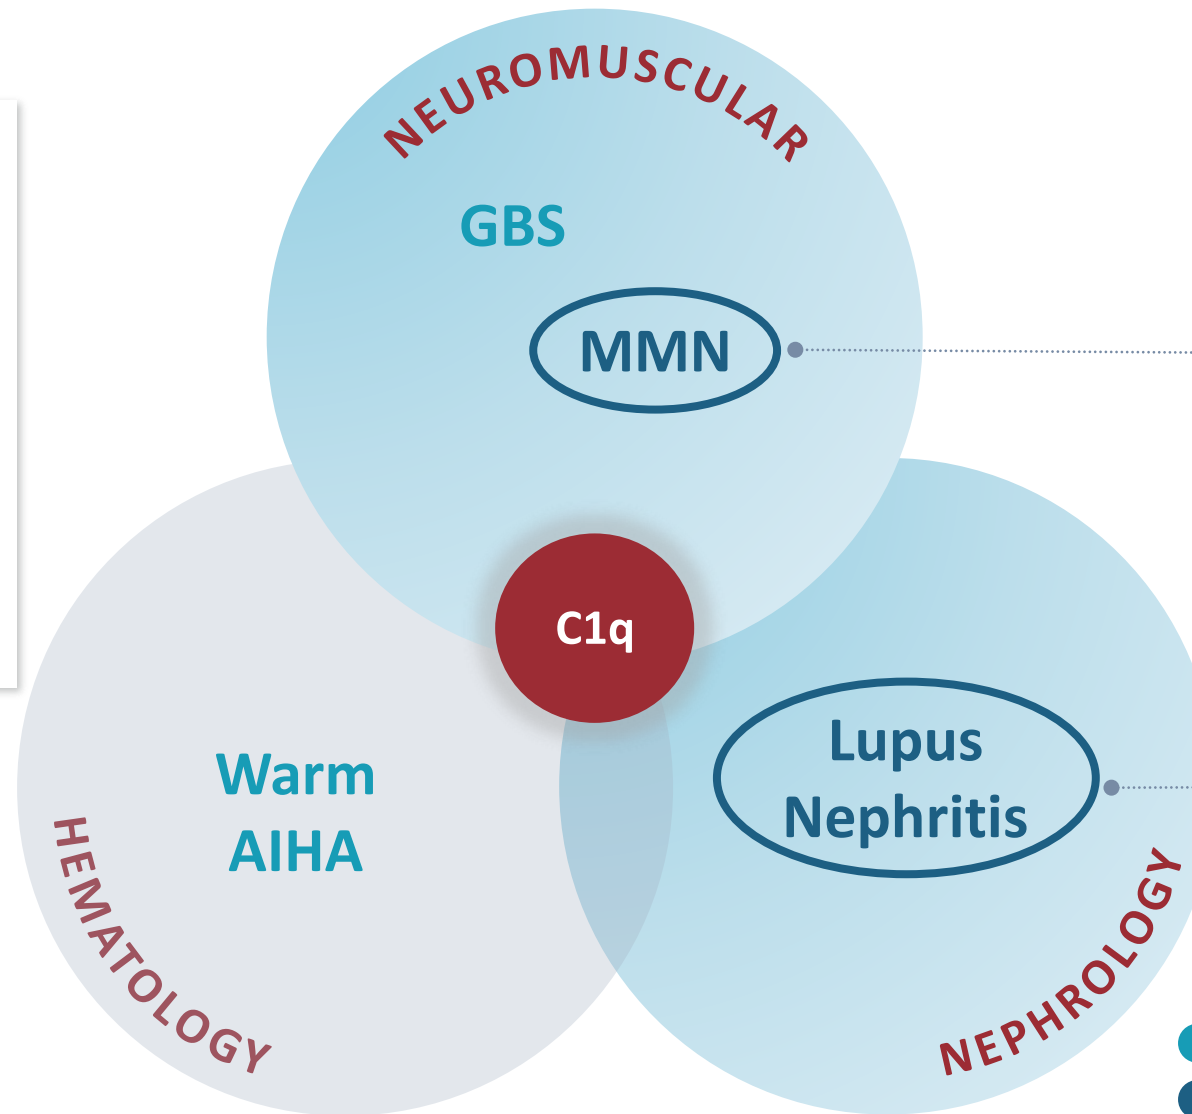 NEUROMUSCULAR
GBS
MMN
C1q
Lupus
Nephritis
Warm
AIHA
HEMATOLOGY
NEPHROLOGY